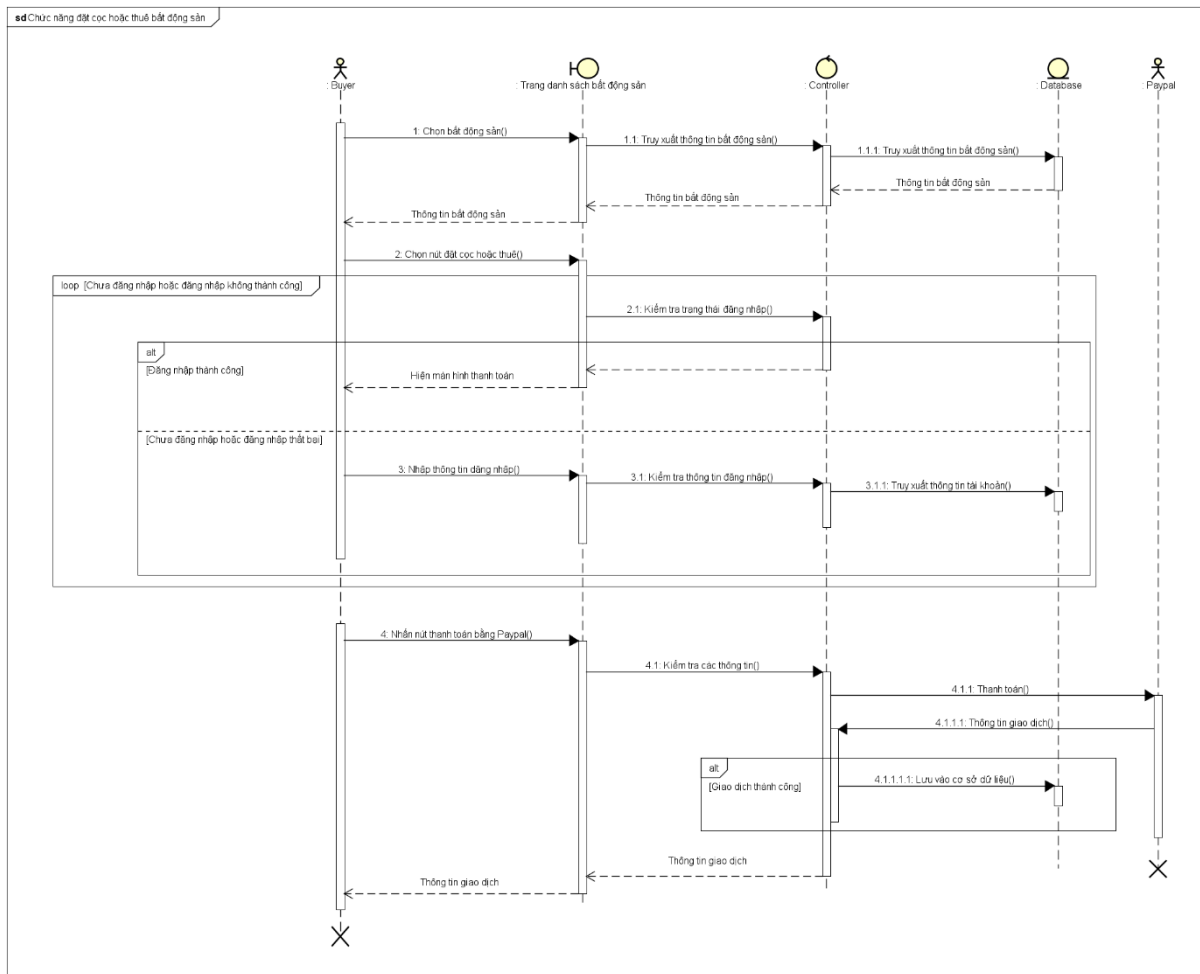 sd Chức năng đặt cọc hoặc thuê bất động sản
: Buyer
: Trang danh sách bất động sản
: Controller
: Database
: Paypal
1: Chọn bất động sản()
1.1: Truy xuất thông tin bất động sản()
1.1.1: Truy xuất thông tin bất động sản()
Thông tin bất động sản
Thông tin bất động sản
Thông tin bất động sản
2: Chọn nút đặt cọc hoặc thuê()
loop [Chưa đăng nhập hoặc đăng nhập không thành công]
2.1: Kiểm tra trạng thái đăng nhập()
alt
[Đăng nhập thành công]
Hiện màn hình thanh toán
[Chưa đăng nhập hoặc đăng nhập thất bại]
3: Nhập thông tin đăng nhập()
3.1: Kiểm tra thông tin đăng nhập()
3.1.1: Truy xuất thông tin tài khoản()
4: Nhấn nút thanh toán bằng Paypal()
4.1: Kiểm tra các thông tin()
4.1.1: Thanh toán()
4.1.1.1: Thông tin giao dịch()
alt
[Giao dịch thành công]
4.1.1.1.1: Lưu vào cơ sở dữ liệu()
Thông tin giao dịch
Thông tin giao dịch